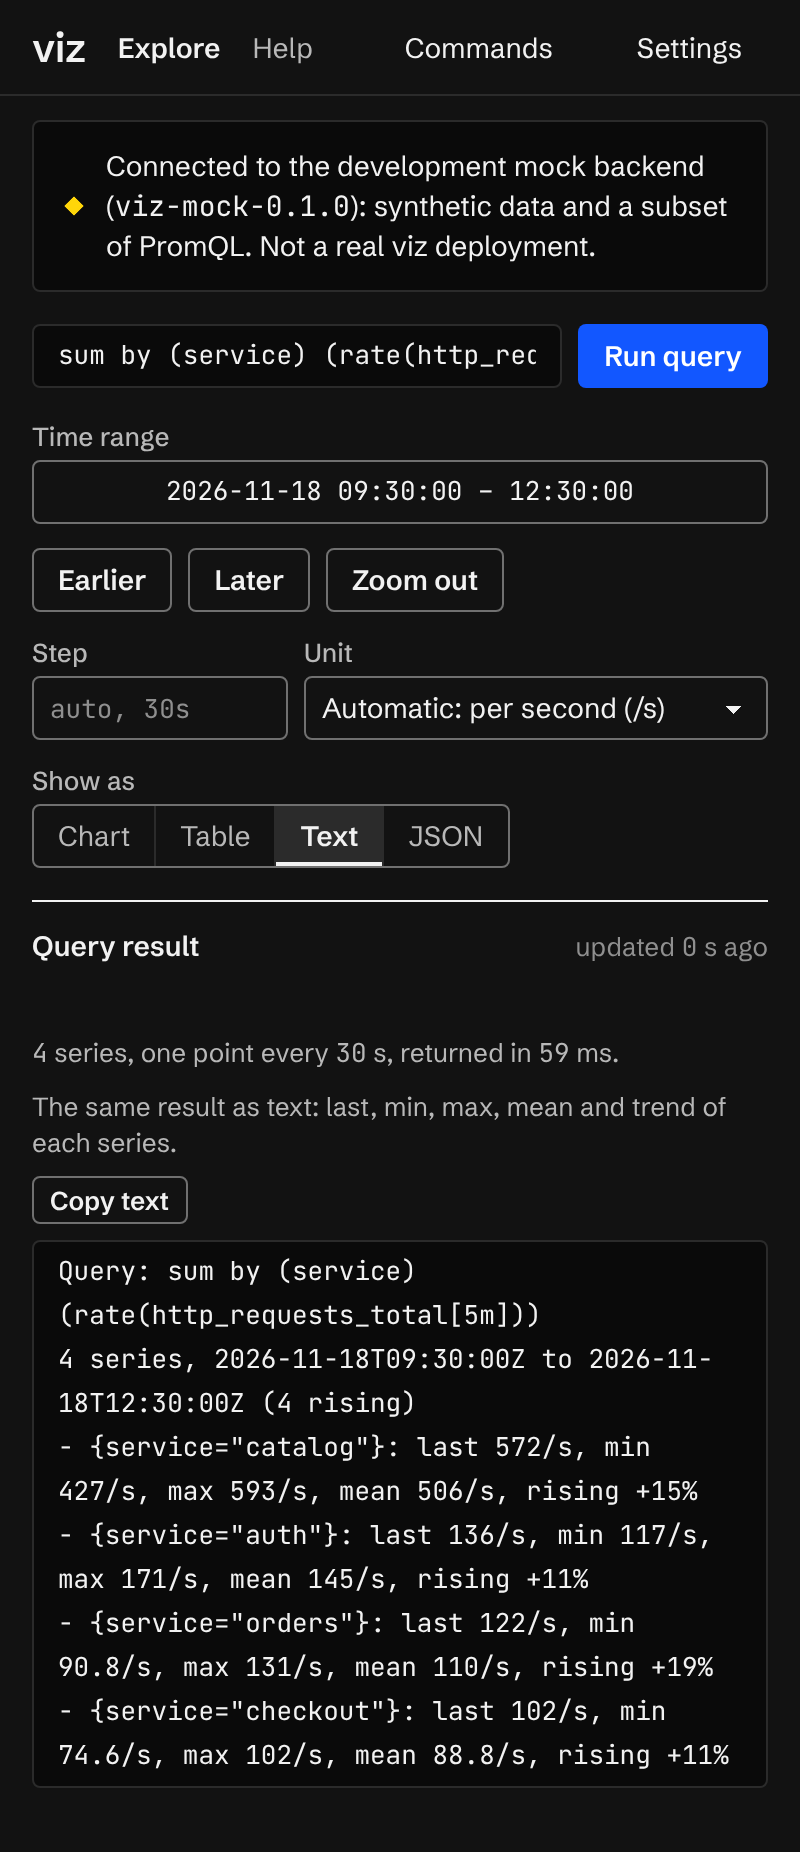 viz Explore Help Commands Settings
Connected to the development mock backend
(viz-mock-0.1.0): synthetic data and a subset
of PromQL. Not a real viz deployment.
sum by (service) (rate(http_req Run query
Time range
2026-11-18 09:30:00 – 12:30:00
Earlier Later Zoom out
Step Unit
auto, 30s Automatic: per second (/s)
Show as
Chart Table Text JSON
Query result updated 0 s ago
4 series, one point every 30 s, returned in 59 ms.
The same result as text: last, min, max, mean and trend of
each series.
Copy text
Query: sum by (service)
(rate(http_requests_total[5m]))
4 series, 2026-11-18T09:30:00Z to 2026-11-
18T12:30:00Z (4 rising)
- {service="catalog"}: last 572/s, min
427/s, max 593/s, mean 506/s, rising +15%
- {service="auth"}: last 136/s, min 117/s,
max 171/s, mean 145/s, rising +11%
- {service="orders"}: last 122/s, min
90.8/s, max 131/s, mean 110/s, rising +19%
- {service="checkout"}: last 102/s, min
74.6/s, max 102/s, mean 88.8/s, rising +11%